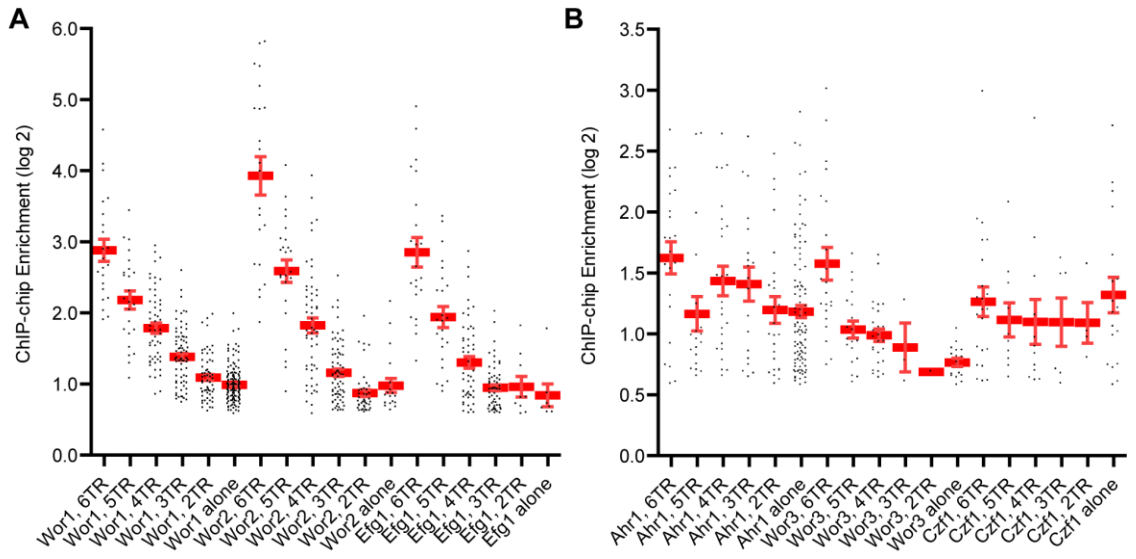 A
ChIP-chip Enrichment (log 2)
6.0
5.0
4.0
3.0
2.0
1.0
0.0
Wor1, 6TR
Wor1, 5TR
Wor1, 4TR
Wor1, 3TR
Wor1, 2TR
Wor1 alone
Wor2, 6TR
Wor2, 5TR
Wor2, 4TR
Wor2, 3TR
Wor2, 2TR
Wor2 alone
Efg1, 6TR
Efg1, 5TR
Efg1, 4TR
Efg1, 3TR
Efg1, 2TR
Efg1 alone
B
ChIP-chip Enrichment (log 2)
3.5
3.0
2.5
2.0
1.5
1.0
0.5
0.0
Ahr1, 6TR
Ahr1, 5TR
Ahr1, 4TR
Ahr1, 3TR
Ahr1, 2TR
Ahr1 alone
Wor3, 6TR
Wor3, 5TR
Wor3, 4TR
Wor3, 3TR
Wor3, 2TR
Wor3 alone
Czf1, 6TR
Czf1, 5TR
Czf1, 4TR
Czf1, 3TR
Czf1, 2TR
Czf1 alone